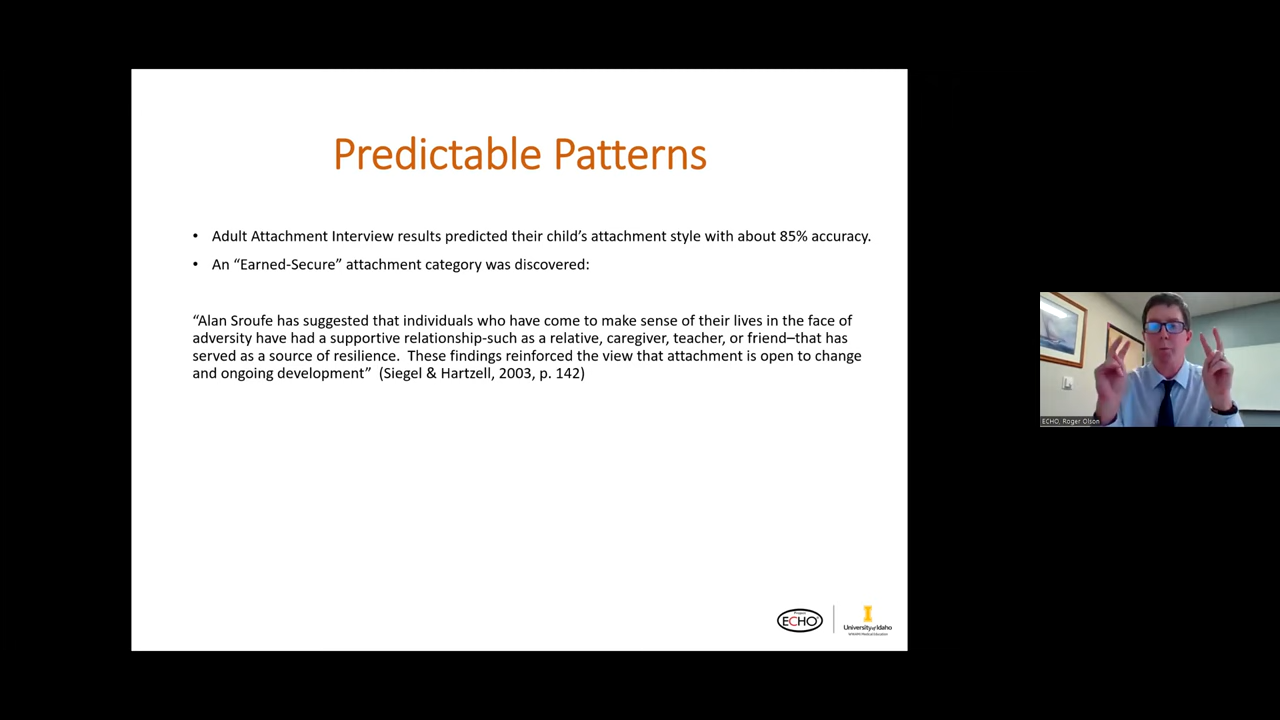 Predictable Patterns
• Adult Attachment Interview results predicted their child’s attachment style with about 85% accuracy.
• An “Earned-Secure” attachment category was discovered:
“Alan Sroufe has suggested that individuals who have come to make sense of their lives in the face of
adversity have had a supportive relationship-such as a relative, caregiver, teacher, or friend–that has
served as a source of resilience.  These findings reinforced the view that attachment is open to change
and ongoing development”  (Siegel & Hartzell, 2003, p. 142)
ECHO, Roger Olson
Project
ECHO
I
University of Idaho
WWAMI Medical Education